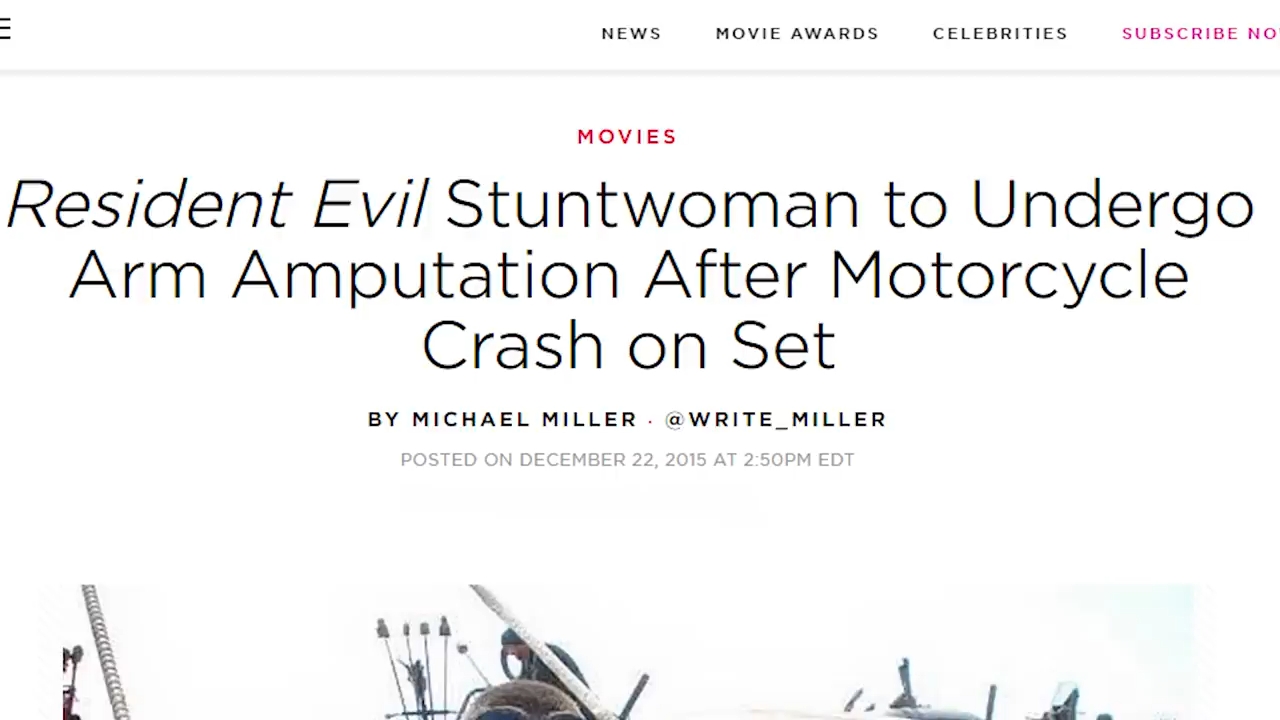 NEWS MOVIE AWARDS CELEBRITIES SUBSCRIBE
MOVIES
Resident Evil Stuntwoman to Undergo
Arm Amputation After Motorcycle
Crash on Set
BY MICHAEL MILLER · @WRITE_MILLER
POSTED ON DECEMBER 22, 2015 AT 2:50PM EDT